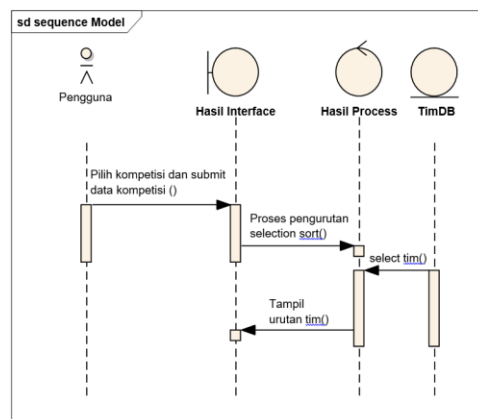 sd sequence Model
Pengguna
Hasil Interface
Hasil Process
TimDB
Pilih kompetisi dan submit
data kompetisi ()
Proses pengurutan
selection sort()
select tim()
Tampil
urutan tim()